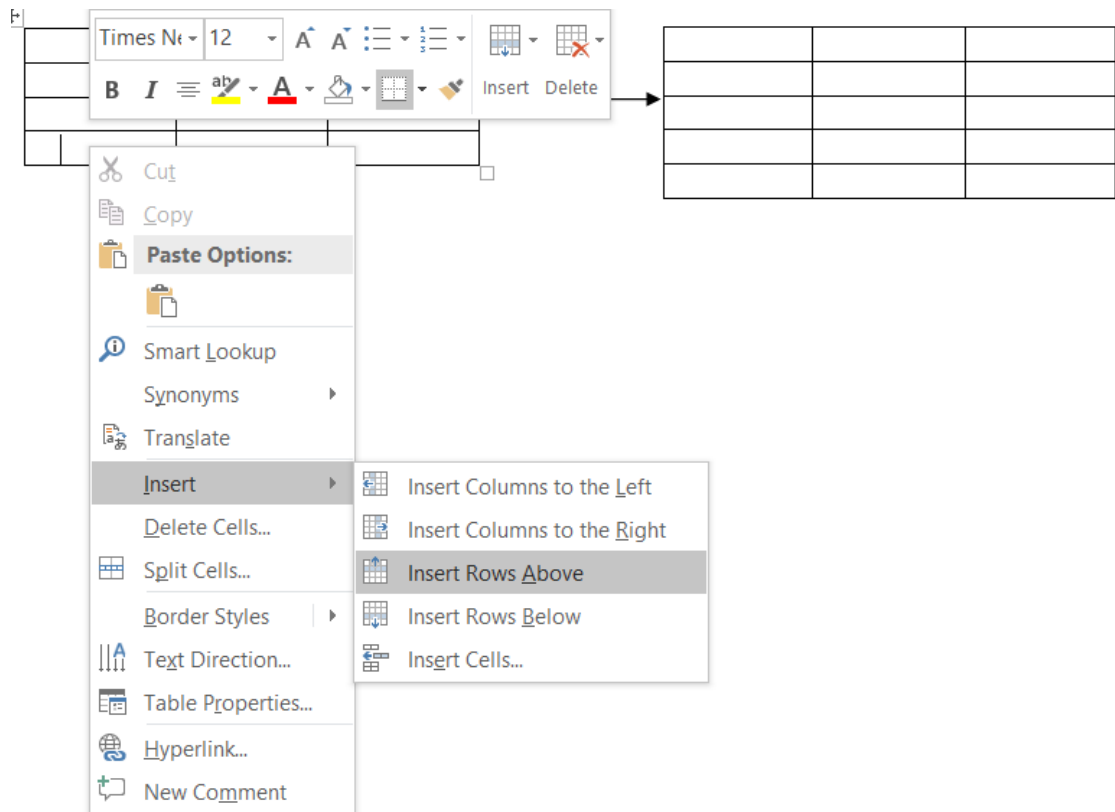 Times Ne 12 A A
B I ab A Insert Delete
Cut
Copy
Paste Options:
Smart Lookup
Synonyms
Translate
Insert
Insert Columns to the Left
Delete Cells...
Insert Columns to the Right
Split Cells...
Insert Rows Above
Border Styles
Insert Rows Below
Text Direction...
Insert Cells...
Table Properties...
Hyperlink...
New Comment